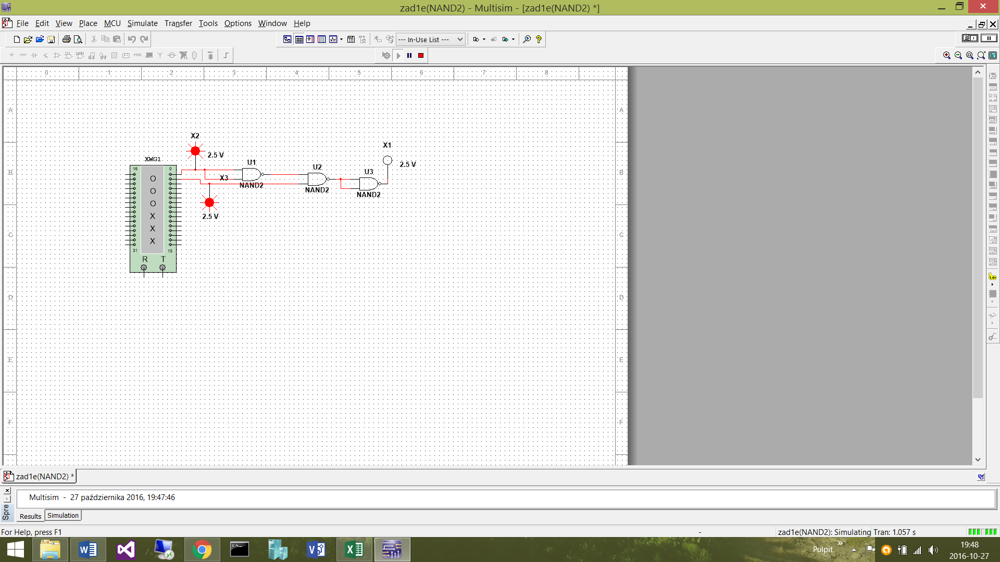 zad1e(NAND2) - Multisim - [zad1e(NAND2) *]
File Edit View Place MCU Simulate Transfer Tools Options Window Help
--- In-Use List ---
MISC
0 1 2 3 4 5 6 7 8
A A
X2
X1
2.5 V
XWG1
U1
2.5 V
16 0
U2
B B
U3
O
X3
NAND2
NAND2
O
NAND2
O
X
2.5 V
X
C C
X
31 15
R T
D D
E E
F F
zad1e(NAND2) *
Multisim - 27 października 2016, 19:47:46
Spre
Results Simulation
For Help, press F1
- zad1e(NAND2): Simulating Tran: 1.057 s
Pulpit
19:48
2016-10-27
1.4v